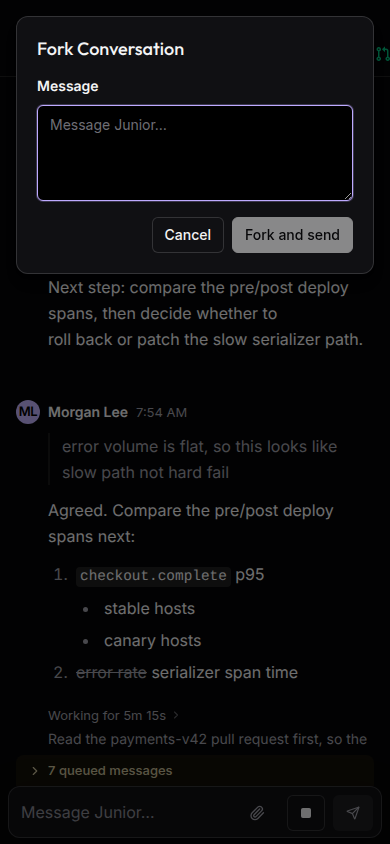 Fork Conversation
Message
Message Junior...
Cancel
Fork and send
Next step: compare the pre/post deploy
spans, then decide whether to
roll back or patch the slow serializer path.
ML
Morgan Lee 7:54 AM
error volume is flat, so this looks like
slow path not hard fail
Agreed. Compare the pre/post deploy
spans next:
1. checkout.complete p95
• stable hosts
• canary hosts
2. error rate serializer span time
Working for 5m 15s
Read the payments-v42 pull request first, so the
7 queued messages
Message Junior...